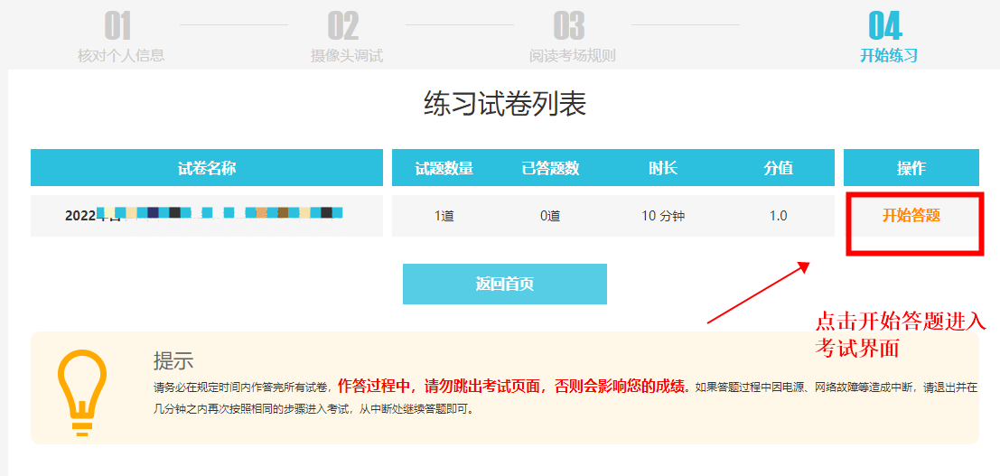 01
02
03
04
核对个人信息
摄像头调试
阅读考场规则
开始练习
练习试卷列表
试卷名称
试题数量
已答题数
时长
分值
操作
2022年
1道
0道
10 分钟
1.0
开始答题
返回首页
点击开始答题进入
考试界面
提示
请务必在规定时间内作答完所有试卷，作答过程中，请勿跳出考试页面，否则会影响您的成绩。如果答题过程中因电源、网络故障等造成中断，请退出并在
几分钟之内再次按照相同的步骤进入考试，从中断处继续答题即可。